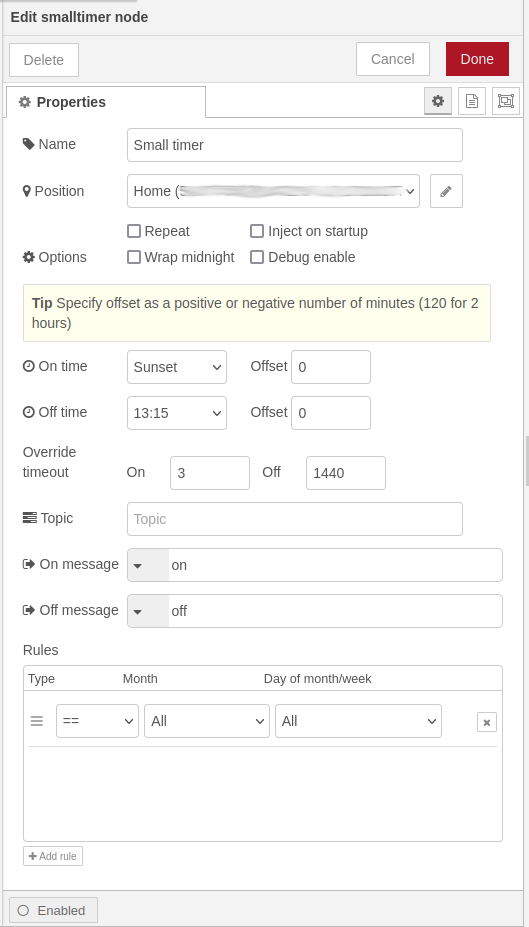 Edit smalltimer node
Delete Cancel Done
Properties
Name Small timer
Position Home (
Repeat Inject on startup
Options Wrap midnight Debug enable
Tip Specify offset as a positive or negative number of minutes (120 for 2
hours)
On time Sunset Offset 0
Off time 13:15 Offset 0
Override
timeout On 3 Off 1440
Topic Topic
On message on
Off message off
Rules
Type Month Day of month/week
== All All
Add rule
Enabled